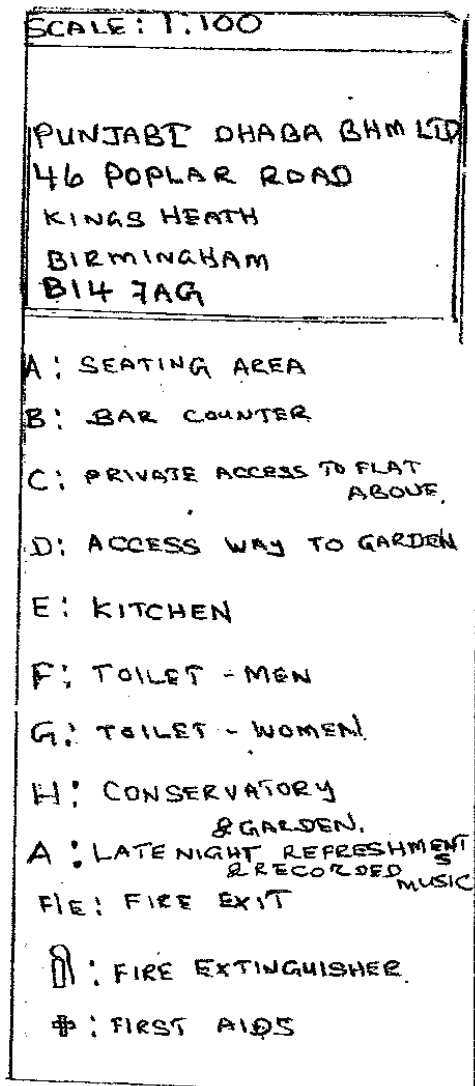 SCALE: 1:100
PUNJABI DHABA BHM LTD
46 POPLAR ROAD
KINGS HEATH
BIRMINGHAM
B14 7AG
A: SEATING AREA
B: BAR COUNTER
C: PRIVATE ACCESS TO FLAT
ABOVE.
D: ACCESS WAY TO GARDEN
E: KITCHEN
F: TOILET - MEN
G: TOILET - WOMEN.
H: CONSERVATORY
& GARDEN.
A: LATE NIGHT REFRESHMENTS
& RECORDED MUSIC
F/E: FIRE EXIT
: FIRE EXTINGUISHER.
: FIRST AIDS